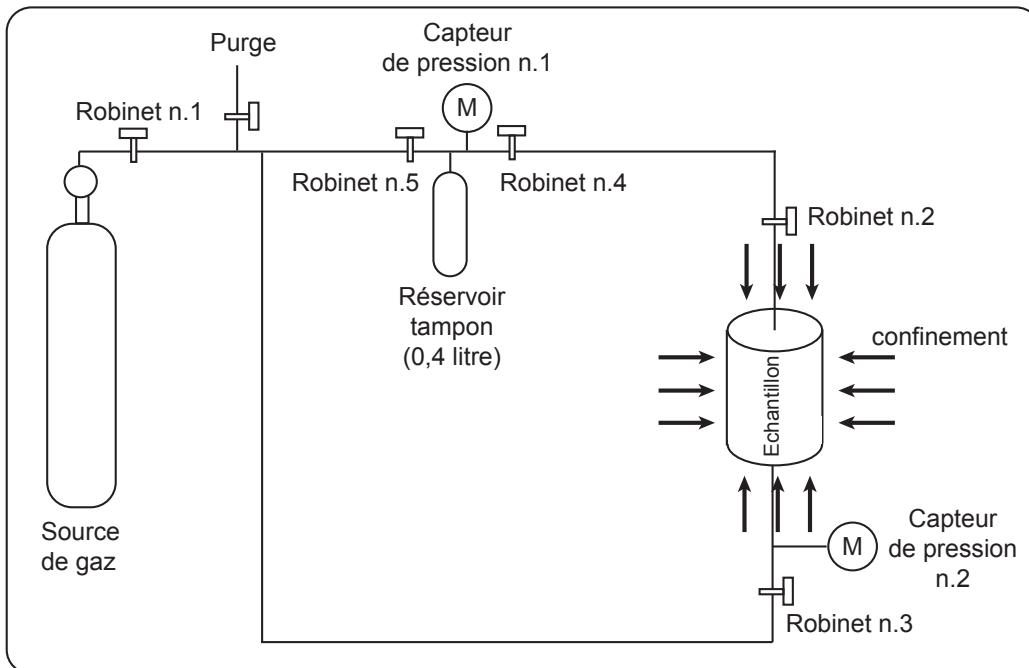 Purge
Capteur
de pression n.1
M
Robinet n.1
Robinet n.5
Robinet n.4
Robinet n.2
Réservoir
tampon
(0,4 litre)
confinement
Echantillon
Source
de gaz
M
Capteur
de pression
n.2
Robinet n.3